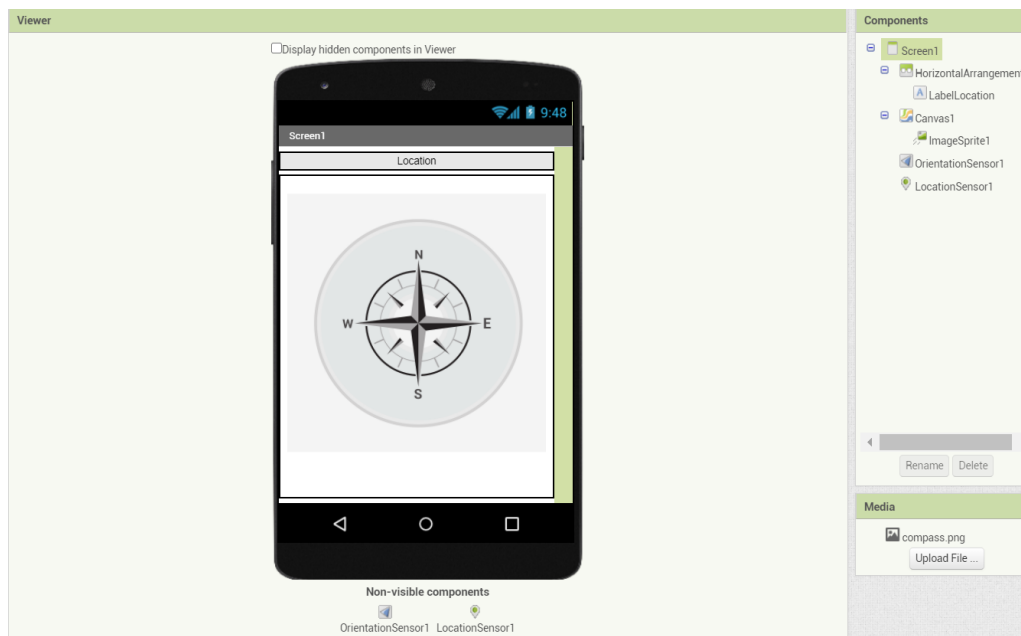 Viewer
Display hidden components in Viewer
9:48
Screen1
Location
N
W
E
S
Non-visible components
OrientationSensor1 LocationSensor1
Components
Screen1
HorizontalArrangement
LabelLocation
Canvas1
ImageSprite1
OrientationSensor1
LocationSensor1
Rename Delete
Media
compass.png
Upload File ...